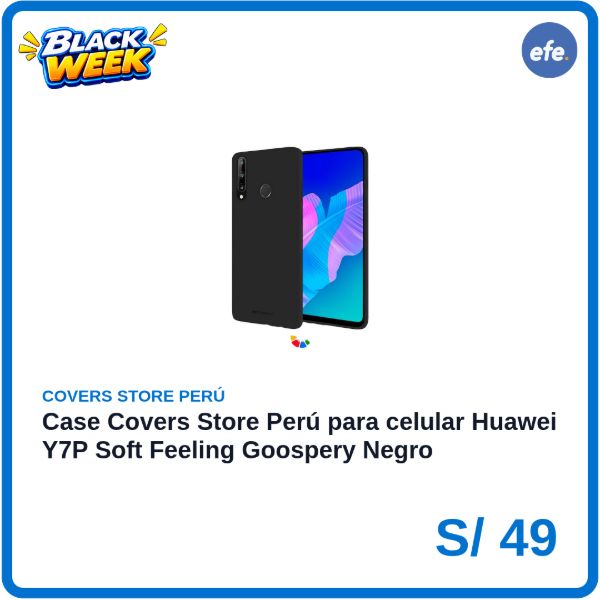 BLACK
WEEK
efe.
COVERS STORE PERÚ
Case Covers Store Perú para celular Huawei
Y7P Soft Feeling Goospery Negro
S/ 49